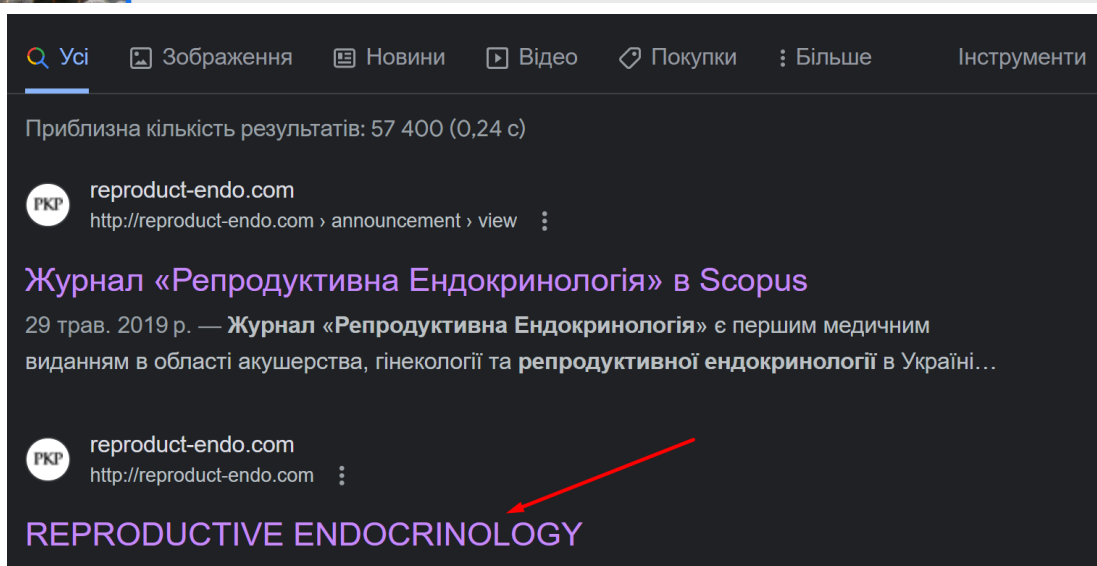 Усі Зображення Новини Відео Покупки Більше Інструменти
Приблизна кількість результатів: 57 400 (0,24 с)
reproduct-endo.com
PKP
http://reproduct-endo.com › announcement › view
Журнал «Репродуктивна Ендокринологія» в Scopus
29 трав. 2019 р. — Журнал «Репродуктивна Ендокринологія» є першим медичним
виданням в області акушерства, гінекології та репродуктивної ендокринології в Україні...
reproduct-endo.com
PKP
http://reproduct-endo.com
REPRODUCTIVE ENDOCRINOLOGY